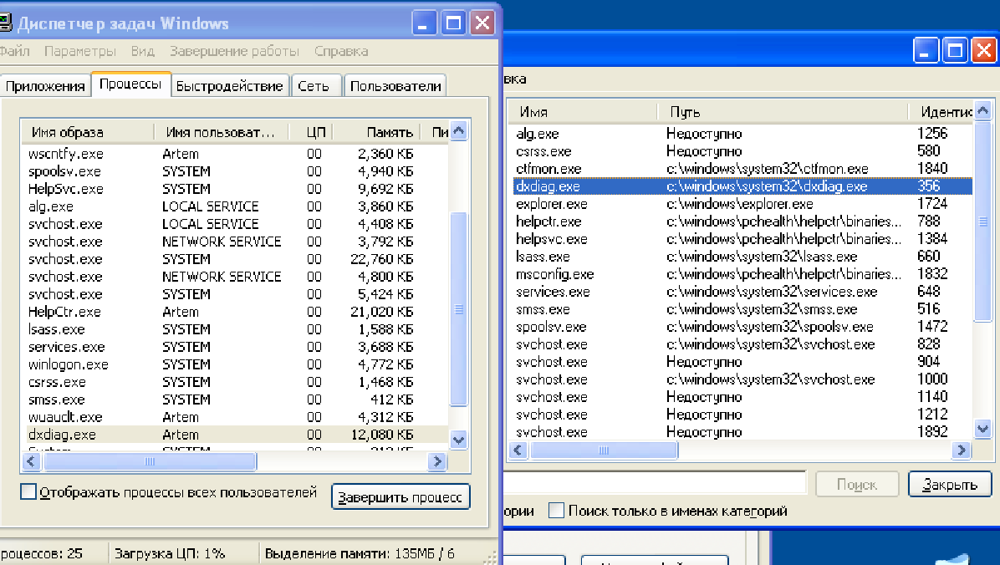 Диспетчер задач Windows
Файл Параметры Вид Завершение работы Справка
Приложения Процессы Быстродействие Сеть Пользователи
Имя образа Имя пользоват... ЦП Память Пи
wscntfy.exe Artem 00 2,360 КБ
spoolsv.exe SYSTEM 00 4,940 КБ
HelpSvc.exe SYSTEM 00 9,692 КБ
alg.exe LOCAL SERVICE 00 3,860 КБ
svchost.exe LOCAL SERVICE 00 4,408 КБ
svchost.exe NETWORK SERVICE 00 3,792 КБ
svchost.exe SYSTEM 00 22,760 КБ
svchost.exe NETWORK SERVICE 00 4,800 КБ
svchost.exe SYSTEM 00 5,424 КБ
HelpCtr.exe Artem 00 21,020 КБ
lsass.exe SYSTEM 00 1,588 КБ
services.exe SYSTEM 00 3,688 КБ
winlogon.exe SYSTEM 00 4,772 КБ
csrss.exe SYSTEM 00 1,468 КБ
smss.exe SYSTEM 00 412 КБ
wuauclt.exe Artem 00 4,312 КБ
dxdiag.exe Artem 00 12,080 КБ
Отображать процессы всех пользователей
Завершить процесс
роцессов: 25 Загрузка ЦП: 1% Выделение памяти: 135МБ / 6
вка
Имя Путь Иденти
alg.exe Недоступно 1256
csrss.exe Недоступно 580
ctfmon.exe c:\windows\system32\ctfmon.exe 1840
dxdiag.exe c:\windows\system32\dxdiag.exe 356
explorer.exe c:\windows\explorer.exe 1724
helpctr.exe c:\windows\pchealth\helpctr\binaries... 788
helpsvc.exe c:\windows\pchealth\helpctr\binaries... 1384
lsass.exe c:\windows\system32\lsass.exe 660
msconfig.exe c:\windows\pchealth\helpctr\binaries... 1832
services.exe c:\windows\system32\services.exe 648
smss.exe c:\windows\system32\smss.exe 516
spoolsv.exe c:\windows\system32\spoolsv.exe 1472
svchost.exe c:\windows\system32\svchost.exe 828
svchost.exe Недоступно 904
svchost.exe c:\windows\system32\svchost.exe 1000
svchost.exe Недоступно 1140
svchost.exe Недоступно 1212
svchost.exe Недоступно 1892
Поиск Закрыть
ории Поиск только в именах категорий